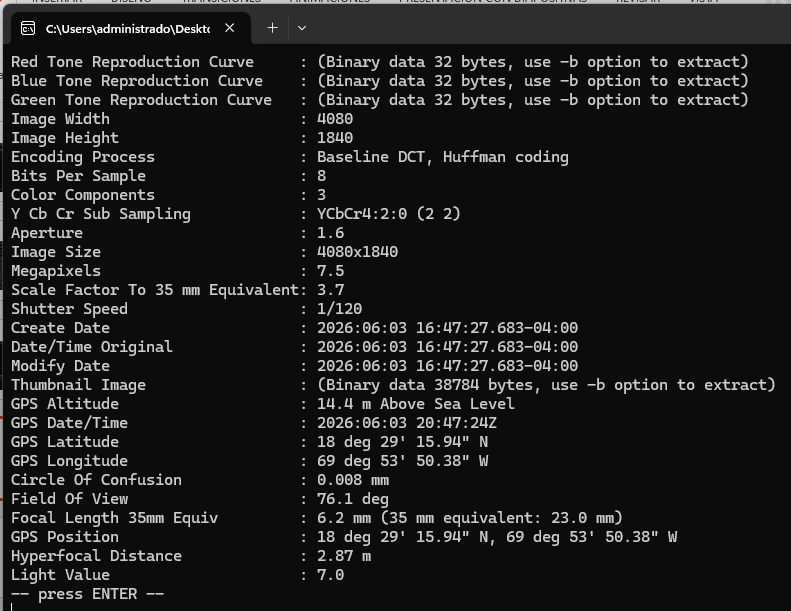 INSERTAR DISEÑO TRANSICIONES ANIMACIONES PRESENTACIÓN CON DIAPOSITIVAS REVISAR VISTA
C:\Users\administrado\Deskto
Red Tone Reproduction Curve : (Binary data 32 bytes, use -b option to extract)
Blue Tone Reproduction Curve : (Binary data 32 bytes, use -b option to extract)
Green Tone Reproduction Curve : (Binary data 32 bytes, use -b option to extract)
Image Width : 4080
Image Height : 1840
Encoding Process : Baseline DCT, Huffman coding
Bits Per Sample : 8
Color Components : 3
Y Cb Cr Sub Sampling : YCbCr4:2:0 (2 2)
Aperture : 1.6
Image Size : 4080x1840
Megapixels : 7.5
Scale Factor To 35 mm Equivalent: 3.7
Shutter Speed : 1/120
Create Date : 2026:06:03 16:47:27.683-04:00
Date/Time Original : 2026:06:03 16:47:27.683-04:00
Modify Date : 2026:06:03 16:47:27.683-04:00
Thumbnail Image : (Binary data 38784 bytes, use -b option to extract)
GPS Altitude : 14.4 m Above Sea Level
GPS Date/Time : 2026:06:03 20:47:24Z
GPS Latitude : 18 deg 29' 15.94" N
GPS Longitude : 69 deg 53' 50.38" W
Circle Of Confusion : 0.008 mm
Field Of View : 76.1 deg
Focal Length 35mm Equiv : 6.2 mm (35 mm equivalent: 23.0 mm)
GPS Position : 18 deg 29' 15.94" N, 69 deg 53' 50.38" W
Hyperfocal Distance : 2.87 m
Light Value : 7.0
-- press ENTER --